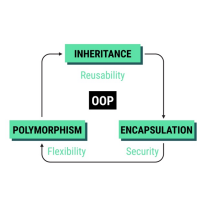 INHERITANCE
Reusability
OOP
POLYMORPHISM
ENCAPSULATION
Flexibility
Security